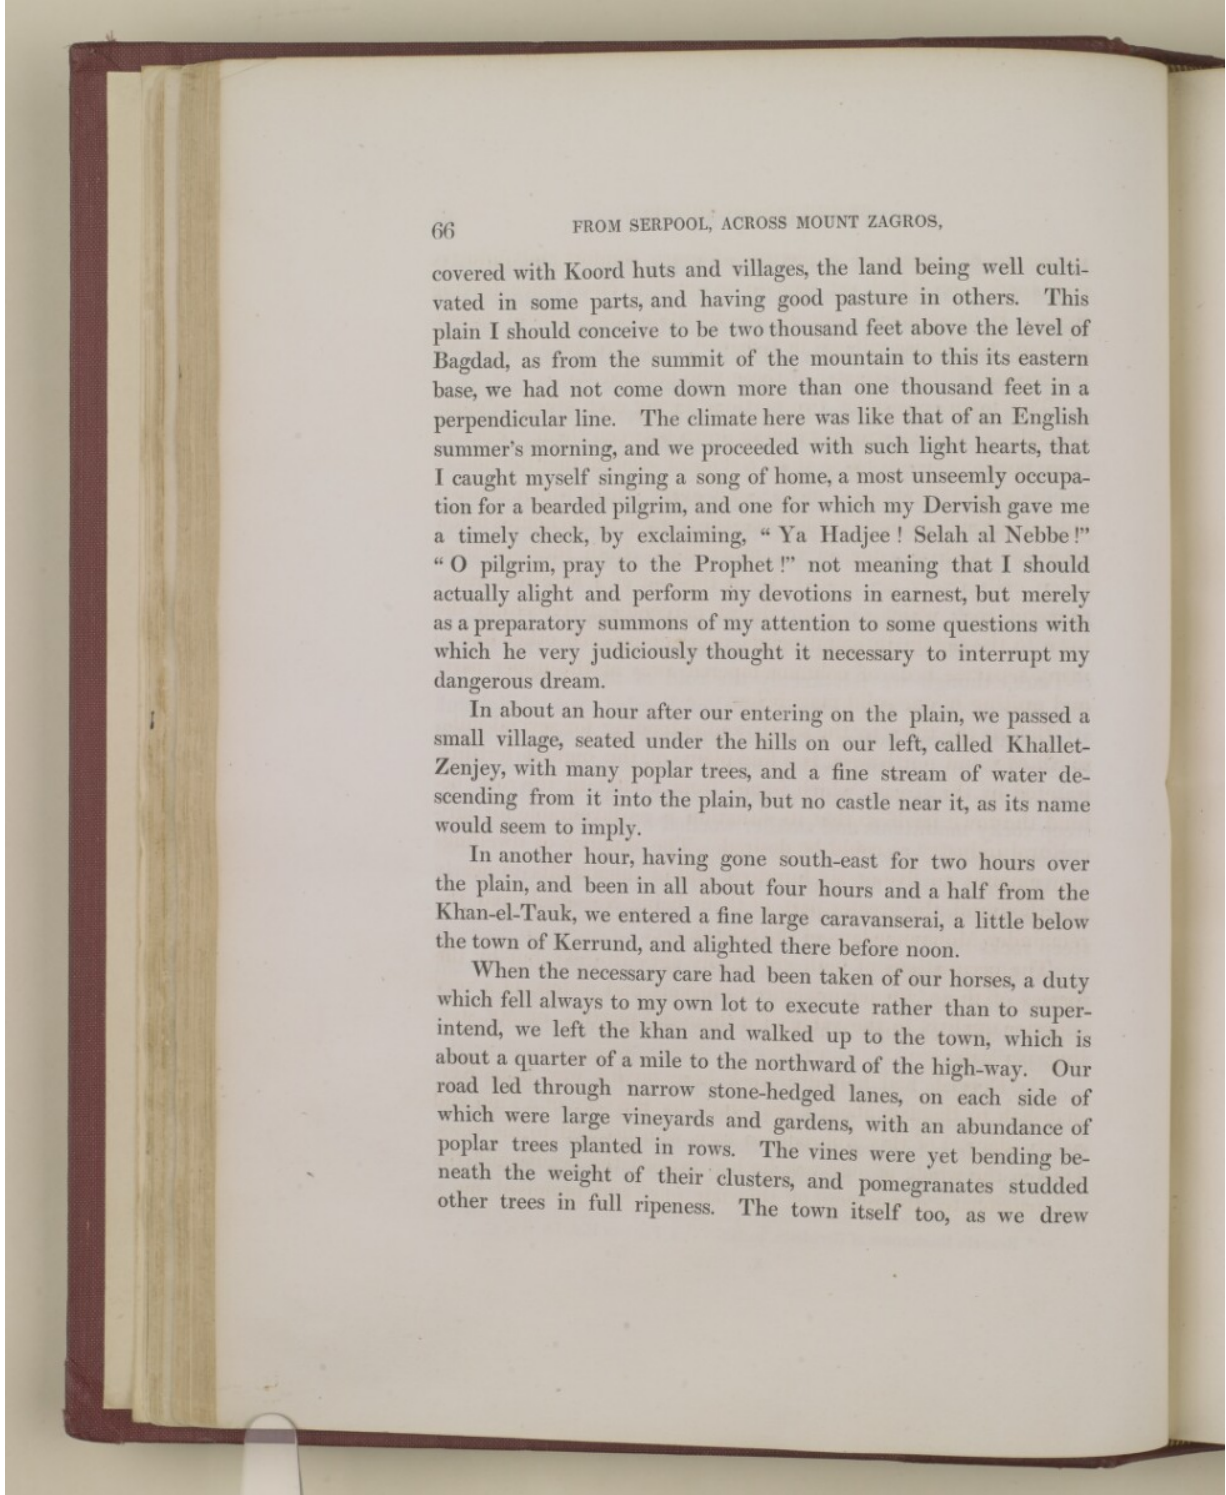 66 FROM SERPOOL, ACROSS MOUNT ZAGROS,
covered with Koord huts and villages, the land being well culti-
vated in some parts, and having good pasture in others. This
plain I should conceive to be two thousand feet above the level of
Bagdad, as from the summit of the mountain to this its eastern
base, we had not come down more than one thousand feet in a
perpendicular line. The climate here was like that of an English
summer's morning, and we proceeded with such light hearts, that
I caught myself singing a song of home, a most unseemly occupa-
tion for a bearded pilgrim, and one for which my Dervish gave me
a timely check, by exclaiming, “ Ya Hadjee ! Selah al Nebbe !”
“ O pilgrim, pray to the Prophet !” not meaning that I should
actually alight and perform my devotions in earnest, but merely
as a preparatory summons of my attention to some questions with
which he very judiciously thought it necessary to interrupt my
dangerous dream.
In about an hour after our entering on the plain, we passed a
small village, seated under the hills on our left, called Khallet-
Zenjey, with many poplar trees, and a fine stream of water de-
scending from it into the plain, but no castle near it, as its name
would seem to imply.
In another hour, having gone south-east for two hours over
the plain, and been in all about four hours and a half from the
Khan-el-Tauk, we entered a fine large caravanserai, a little below
the town of Kerrund, and alighted there before noon.
When the necessary care had been taken of our horses, a duty
which fell always to my own lot to execute rather than to super-
intend, we left the khan and walked up to the town, which is
about a quarter of a mile to the northward of the high-way. Our
road led through narrow stone-hedged lanes, on each side of
which were large vineyards and gardens, with an abundance of
poplar trees planted in rows. The vines were yet bending be-
neath the weight of their clusters, and pomegranates studded
other trees in full ripeness. The town itself too, as we drew